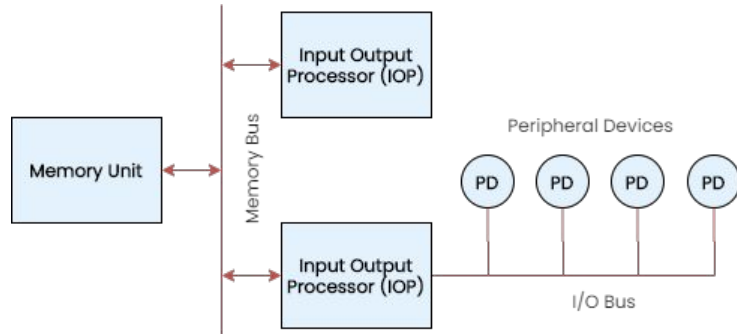 Input Output
Processor (IOP)
Peripheral Devices
Memory Unit
Memory Bus
PD
PD
PD
PD
Input Output
Processor (IOP)
I/O Bus